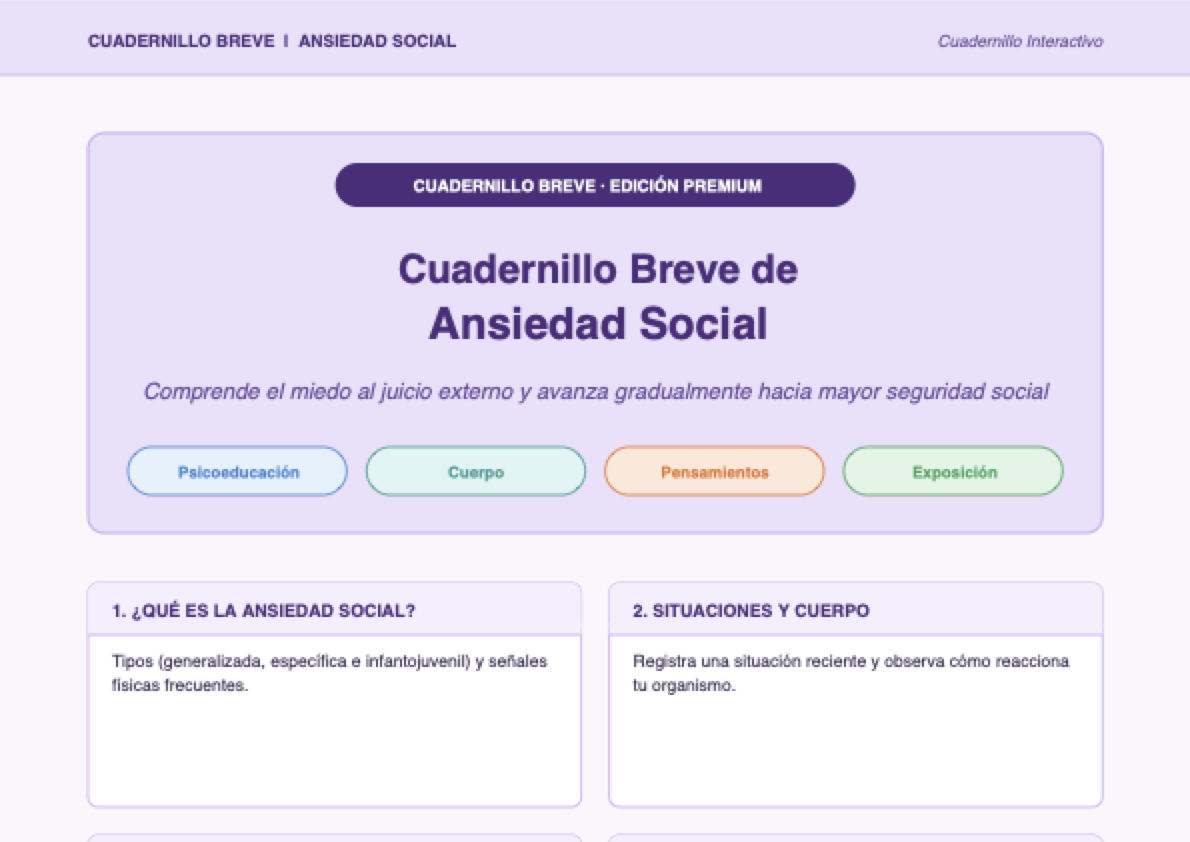 CUADERNILLO BREVE | ANSIEDAD SOCIAL
Cuadernillo Interactivo
CUADERNILLO BREVE · EDICIÓN PREMIUM
Cuadernillo Breve de
Ansiedad Social
Comprende el miedo al juicio externo y avanza gradualmente hacia mayor seguridad social
Psicoeducación
Cuerpo
Pensamientos
Exposición
1. ¿QUÉ ES LA ANSIEDAD SOCIAL?
Tipos (generalizada, específica e infantojuvenil) y señales
físicas frecuentes.
2. SITUACIONES Y CUERPO
Registra una situación reciente y observa cómo reacciona
tu organismo.